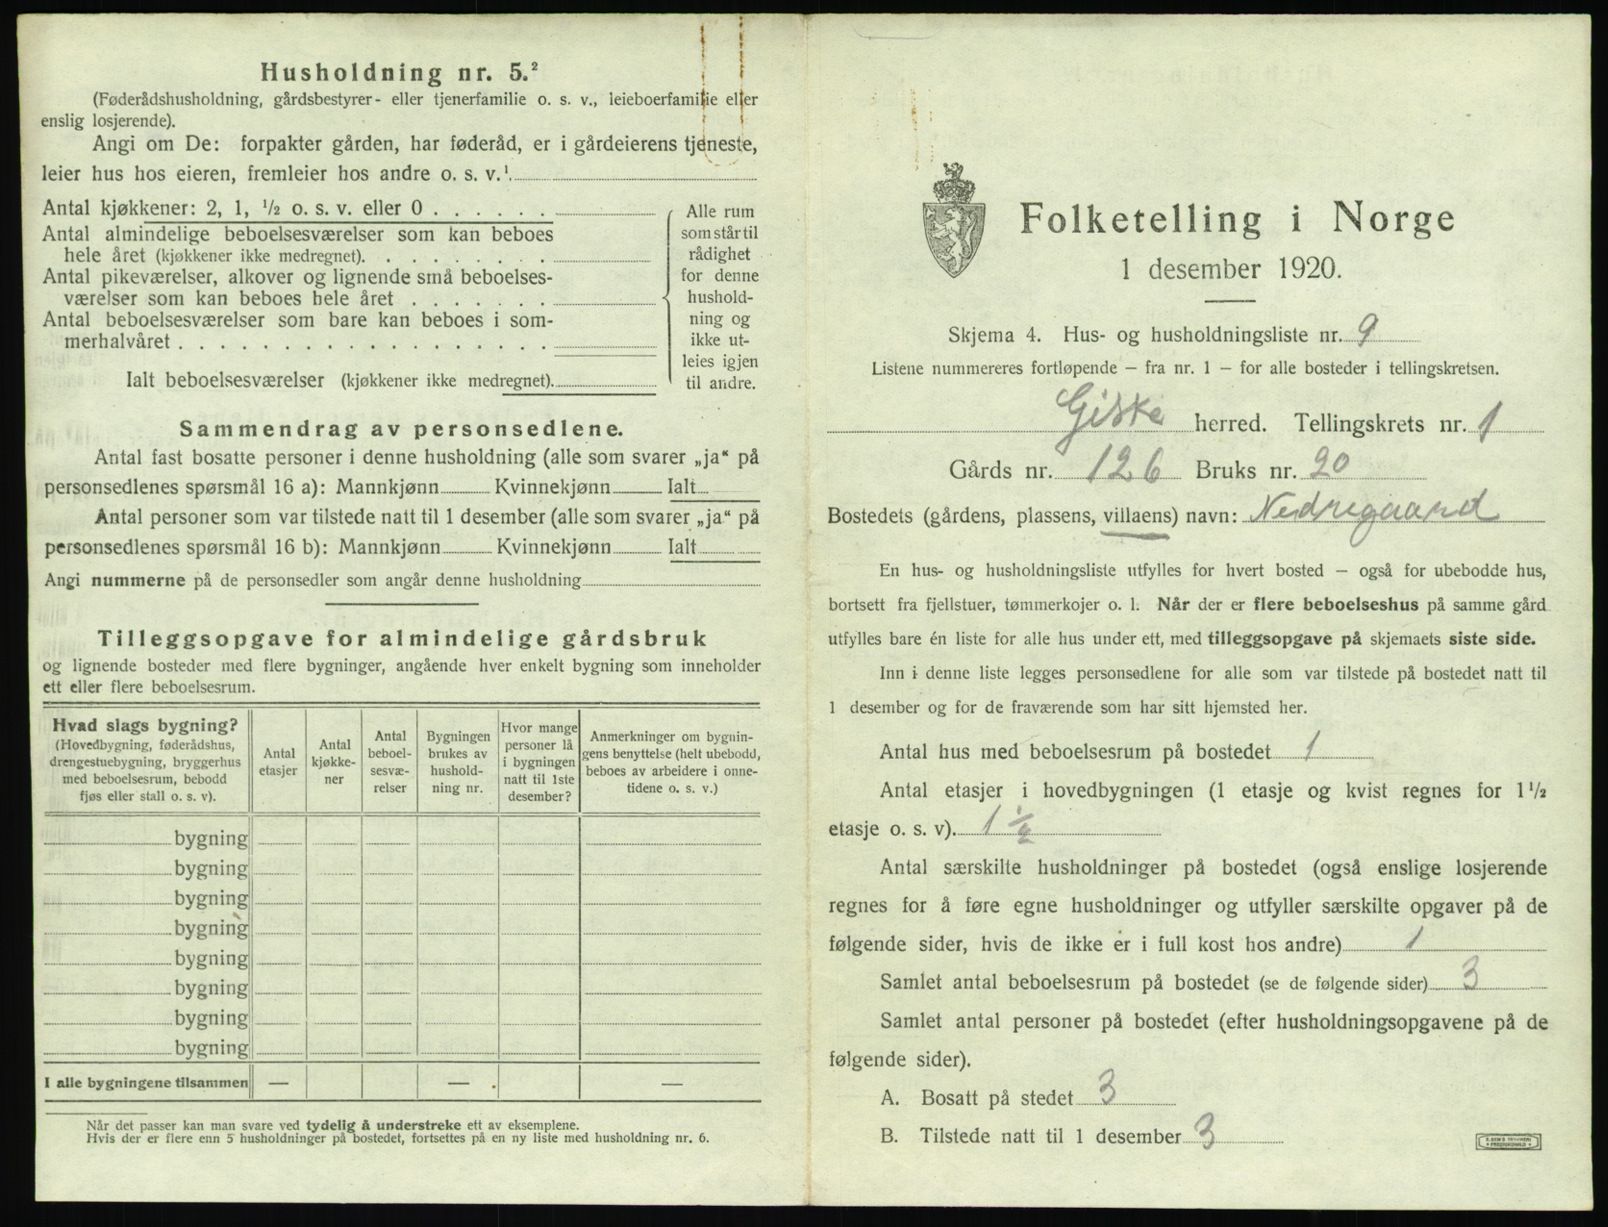 Husholdning nr. 5.²
(Føderådshusholdning, gårdsbestyrer- eller tjenerfamilie o. s. v., leieboerfamilie eller
enslig losjerende).
Angi om De: forpakter gården, har føderåd, er i gårdeierens tjeneste,
leier hus hos eieren, fremleier hos andre o. s. v.¹.
Antal kjøkkener: 2, 1, ½ o. s. v. eller 0 . . . . . .
Antal almindelige beboelsesværelser som kan beboes
hele året (kjøkkener ikke medregnet). . . . . . . .
Antal pikeværelser, alkover og lignende små beboelses-
værelser som kan beboes hele året . . . . . . .
Antal beboelsesværelser som bare kan beboes i som-
merhalvåret . . . . . . . . . . . . . . . . . .
Ialt beboelsesværelser (kjøkkener ikke medregnet).
Alle rum
som står til
rådighet
for denne
hushold-
ning og
ikke ut-
leies igjen
til andre.
Sammendrag av personsedlene.
Antal fast bosatte personer i denne husholdning (alle som svarer „ja“ på
personsedlenes spørsmål 16 a): Mannkjønn Kvinnekjønn Ialt
Antal personer som var tilstede natt til 1 desember (alle som svarer „ja“ på
personsedlenes spørsmål 16 b): Mannkjønn Kvinnekjønn Ialt
Angi nummerne på de personsedler som angår denne husholdning
Tilleggsopgave for almindelige gårdsbruk
og lignende bosteder med flere bygninger, angående hver enkelt bygning som inneholder
ett eller flere beboelsesrum.
Hvad slags bygning?
(Hovedbygning, føderådshus,
drengestuebygning, bryggerhus
med beboelsesrum, bebodd
fjøs eller stall o. s. v).
Antal
etasjer
Antal
kjøkke-
ner
Antal
beboel-
sesvæ-
relser
Bygningen
brukes av
hushold-
ning nr.
Hvor mange
personer lå
i bygningen
natt til 1ste
desember?
Anmerkninger om bygnin-
gens benyttelse (helt ubebodd,
beboes av arbeidere i onne-
tidene o. s. v.)
bygning
bygning
bygning
bygning
bygning
bygning
bygning
bygning
I alle bygningene tilsammen — — —
Når det passer kan man svare ved tydelig å understreke ett av eksemplene.
Hvis der er flere enn 5 husholdninger på bostedet, fortsettes på en ny liste med husholdning nr. 6.
Folketelling i Norge
1 desember 1920.
Skjema 4. Hus- og husholdningsliste nr. 9
Listene nummereres fortløpende — fra nr. 1 — for alle bosteder i tellingskretsen.
Giske herred. Tellingskrets nr. 1
Gårds nr. 126 Bruks nr. 20
Bostedets (gårdens, plassens, villaens) navn: Nedregaard
En hus- og husholdningsliste utfylles for hvert bosted — også for ubebodde hus,
bortsett fra fjellstuer, tømmerkojer o. l. Når der er flere beboelseshus på samme gård
utfylles bare én liste for alle hus under ett, med tilleggsopgave på skjemaets siste side.
Inn i denne liste legges personsedlene for alle som var tilstede på bostedet natt til
1 desember og for de fraværende som har sitt hjemsted her.
Antal hus med beboelsesrum på bostedet 1
Antal etasjer i hovedbygningen (1 etasje og kvist regnes for 1½
etasje o. s. v). 1½
Antal særskilte husholdninger på bostedet (også enslige losjerende
regnes for å føre egne husholdninger og utfyller særskilte opgaver på de
følgende sider, hvis de ikke er i full kost hos andre) 1
Samlet antal beboelsesrum på bostedet (se de følgende sider) 3
Samlet antal personer på bostedet (efter husholdningsopgavene på de
følgende sider).
A. Bosatt på stedet 3
B. Tilstede natt til 1 desember 3